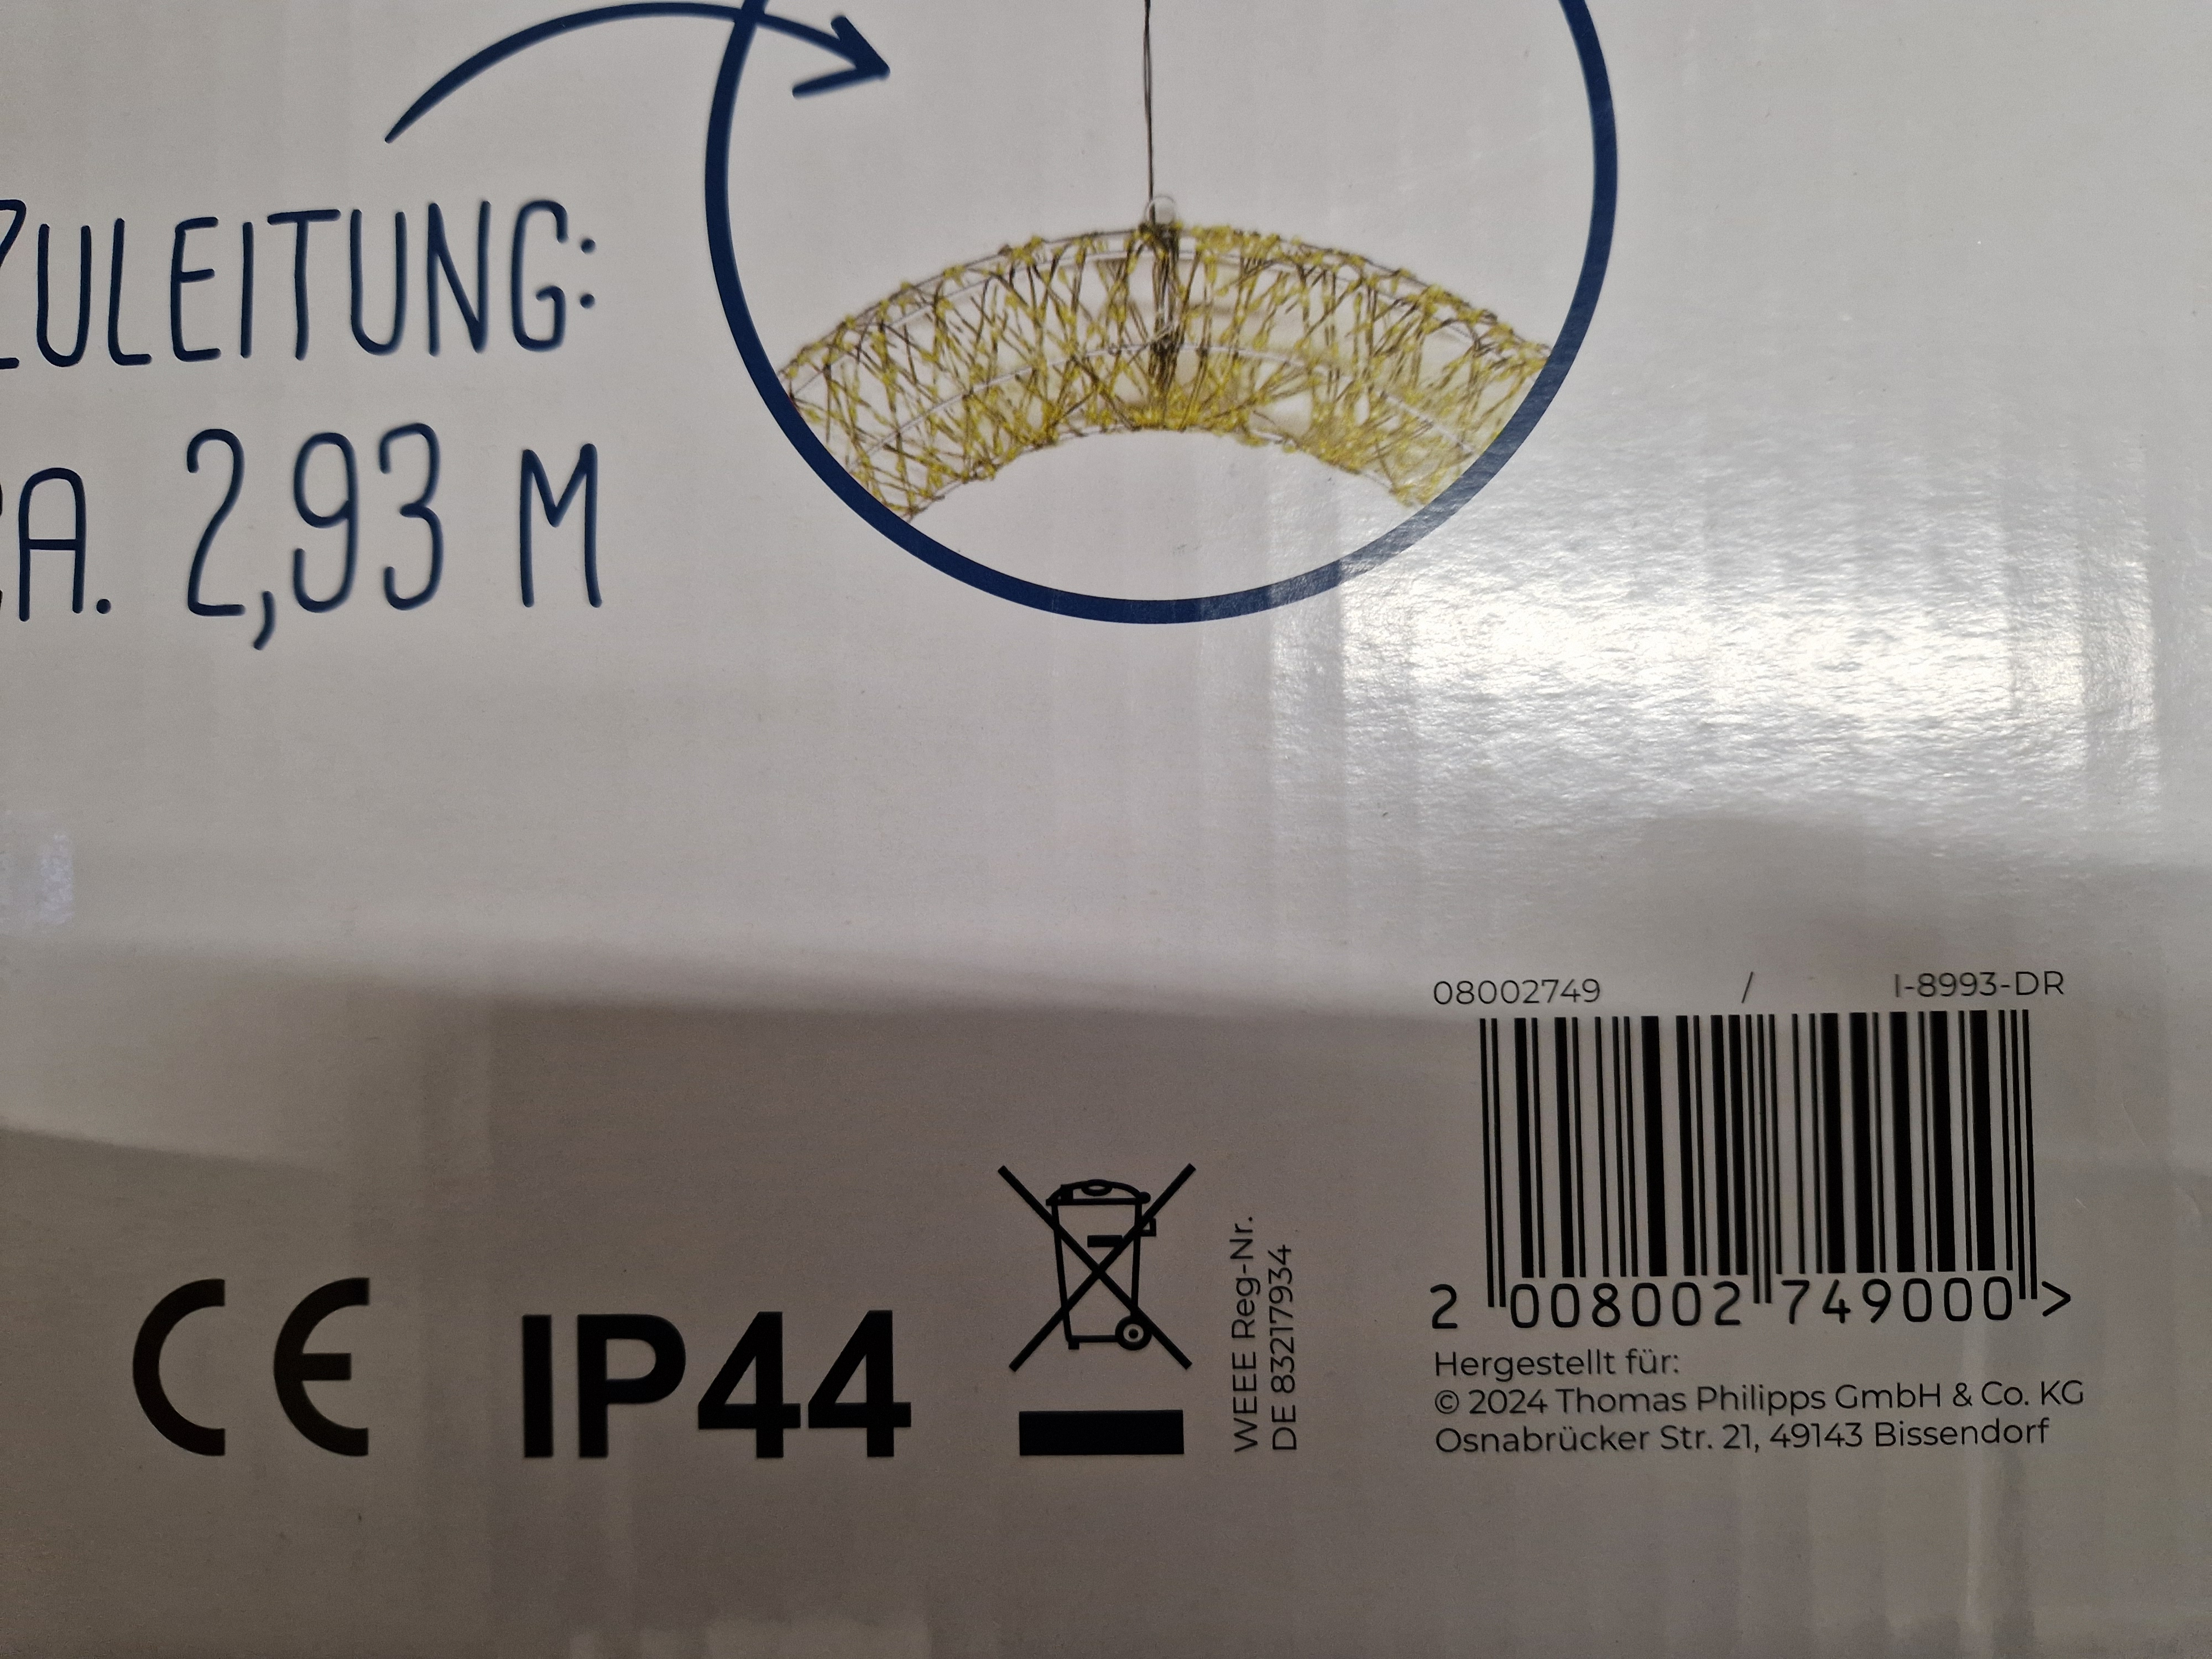 ZULEITUNG:
CA. 2,93 M
08002749 / I-8993-DR
2 008002 749000 >
CE
IP44
WEEE Reg-Nr.
DE 83217934
Hergestellt für:
© 2024 Thomas Philipps GmbH & Co. KG
Osnabrücker Str. 21, 49143 Bissendorf